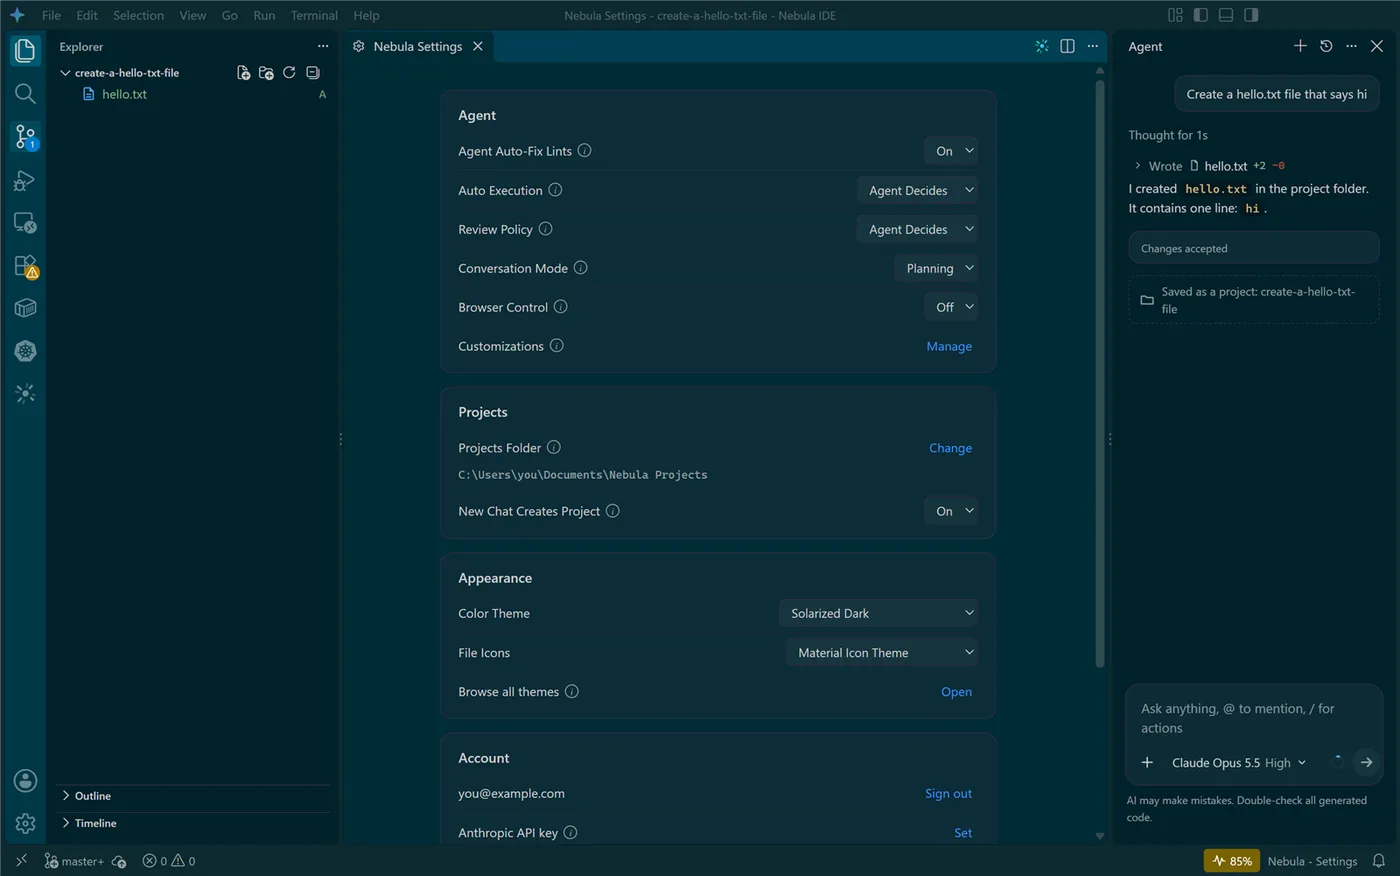 File Edit Selection View Go Run Terminal Help
Nebula Settings - create-a-hello-txt-file - Nebula IDE
Explorer
create-a-hello-txt-file
hello.txt A
Outline
Timeline
1
Nebula Settings
Agent
Agent Auto-Fix Lints On
Auto Execution Agent Decides
Review Policy Agent Decides
Conversation Mode Planning
Browser Control Off
Customizations Manage
Projects
Projects Folder Change
C:\Users\you\Documents\Nebula Projects
New Chat Creates Project On
Appearance
Color Theme Solarized Dark
File Icons Material Icon Theme
Browse all themes Open
Account
you@example.com Sign out
Anthropic API key Set
Agent
Create a hello.txt file that says hi
Thought for 1s
Wrote hello.txt +2 −0
I created hello.txt in the project folder.
It contains one line: hi .
Changes accepted
Saved as a project: create-a-hello-txt-
file
Ask anything, @ to mention, / for
actions
Claude Opus 5.5 High
AI may make mistakes. Double-check all generated
code.
master+ 0 0
85% Nebula - Settings